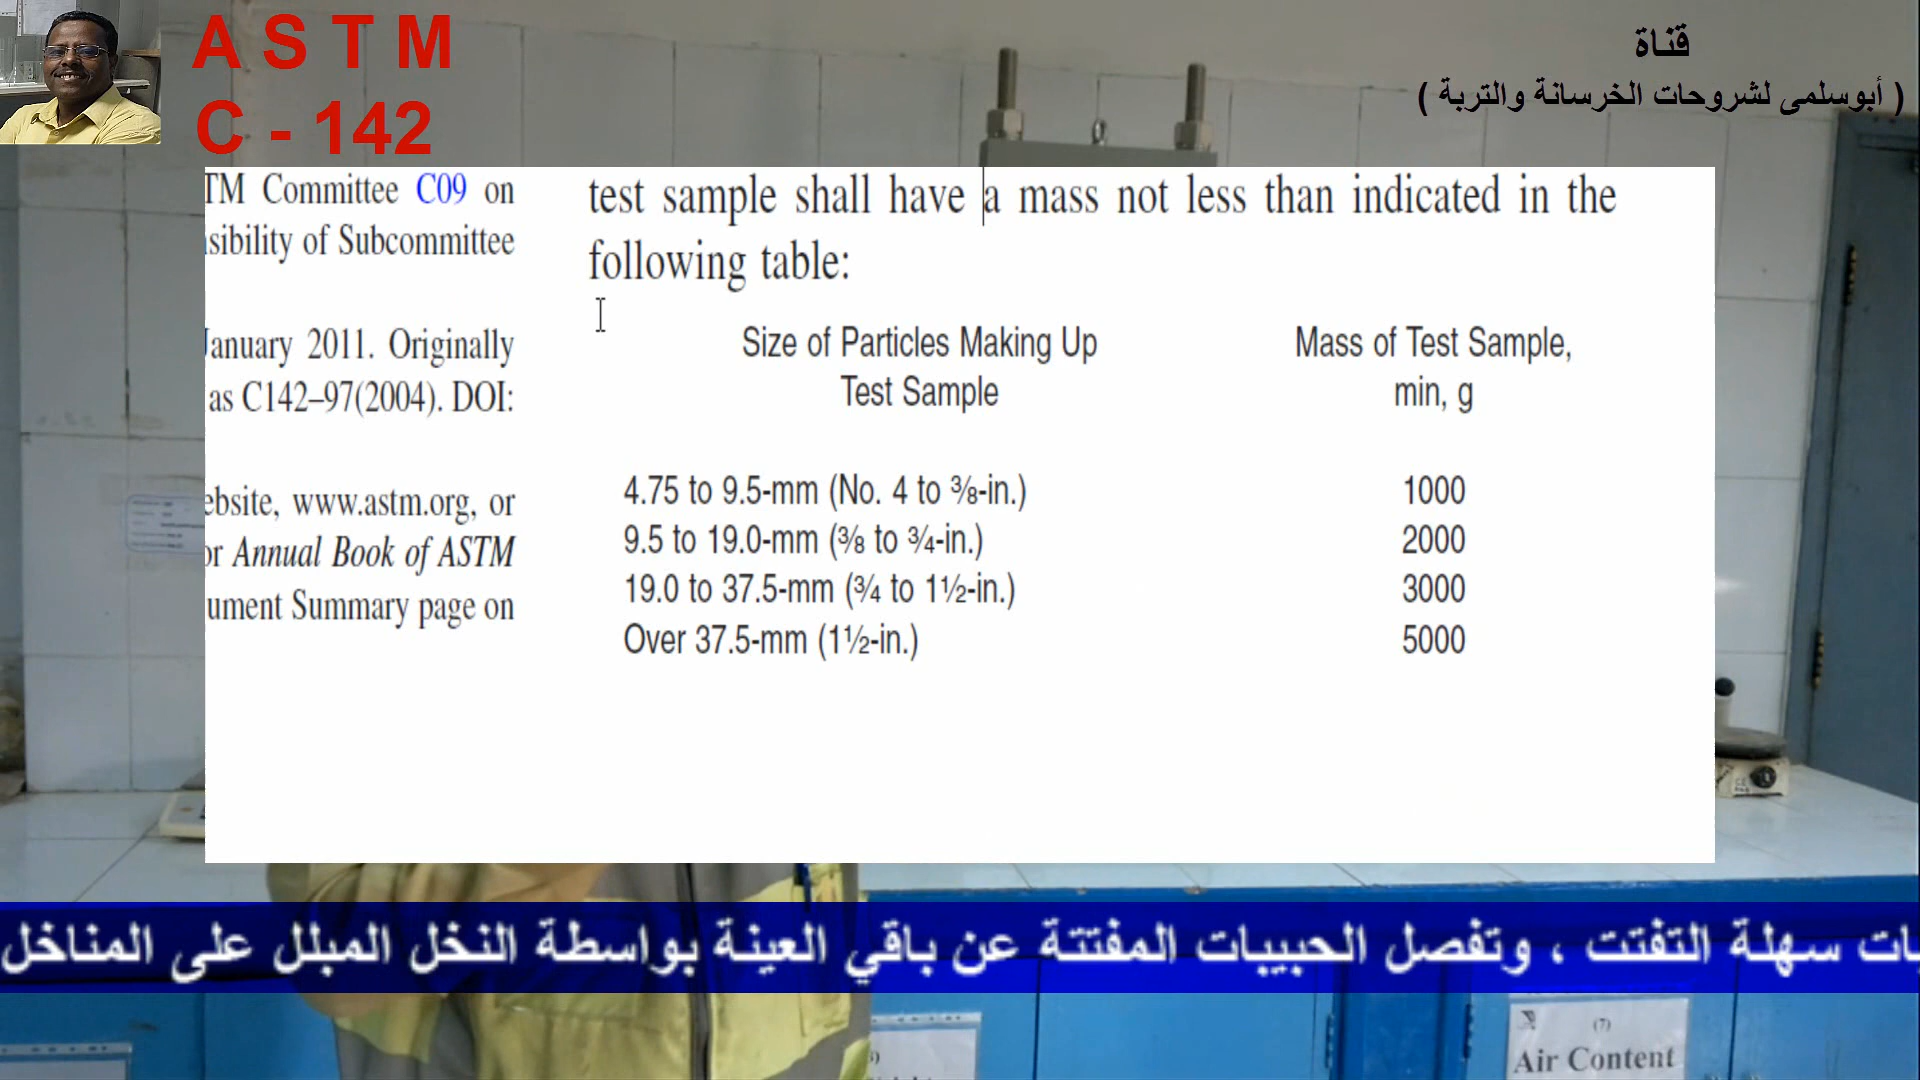 A S T M
C - 142
قناة
( أبوسلمى لشروحات الخرسانة والتربة )
TM Committee C09 on
sibility of Subcommittee
January 2011. Originally
as C142–97(2004). DOI:
ebsite, www.astm.org, or
or Annual Book of ASTM
ument Summary page on
test sample shall have a mass not less than indicated in the
following table:
Size of Particles Making Up
Test Sample
Mass of Test Sample,
min, g
4.75 to 9.5-mm (No. 4 to ⅜-in.) 1000
9.5 to 19.0-mm (⅜ to ¾-in.) 2000
19.0 to 37.5-mm (¾ to 1½-in.) 3000
Over 37.5-mm (1½-in.) 5000
يات سهلة التفتت ، وتفصل الحبيبات المفتتة عن باقي العينة بواسطة النخل المبلل على المناخل
(7)
Air Content